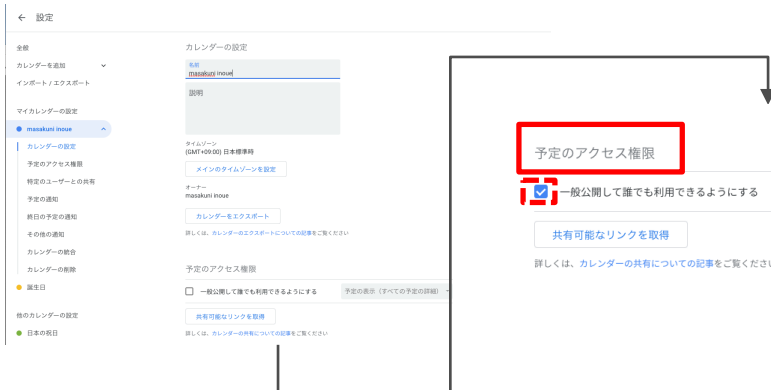 ← 設定
全般
カレンダーを追加
インポート / エクスポート
マイカレンダーの設定
masakuni inoue
カレンダーの設定
予定のアクセス権限
特定のユーザーとの共有
予定の通知
終日の予定の通知
その他の通知
カレンダーの統合
カレンダーの削除
誕生日
他のカレンダーの設定
日本の祝日
カレンダーの設定
名前
masakuni inoue
説明
タイムゾーン
(GMT+09:00) 日本標準時
メインのタイムゾーンを設定
オーナー
masakuni inoue
カレンダーをエクスポート
詳しくは、カレンダーのエクスポートについての記事をご覧ください
予定のアクセス権限
一般公開して誰でも利用できるようにする 予定の表示（すべての予定の詳細）
共有可能なリンクを取得
詳しくは、カレンダーの共有についての記事をご覧ください
予定のアクセス権限
一般公開して誰でも利用できるようにする
共有可能なリンクを取得
詳しくは、カレンダーの共有についての記事をご覧くださ